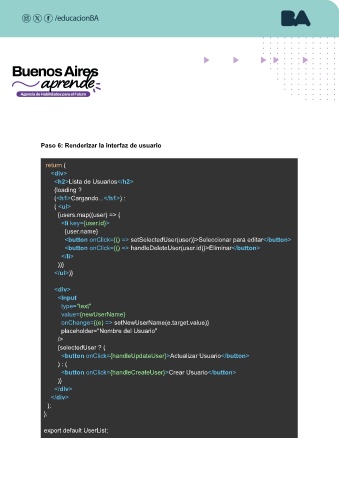 /educacionBA
BA
Buenos Aires
aprende
Agencia de Habilidades para el Futuro
Paso 6: Renderizar la interfaz de usuario
return (
<div>
<h2>Lista de Usuarios</h2>
{loading ?
(<h1>Cargando...</h1>) :
( <ul>
{users.map((user) => (
<li key={user.id}>
{user.name}
<button onClick={() => setSelectedUser(user)}>Seleccionar para editar</button>
<button onClick={() => handleDeleteUser(user.id)}>Eliminar</button>
</li>
))}
</ul>)}
<div>
<input
type="text"
value={newUserName}
onChange={(e) => setNewUserName(e.target.value)}
placeholder="Nombre del Usuario"
/>
{selectedUser ? (
<button onClick={handleUpdateUser}>Actualizar Usuario</button>
) : (
<button onClick={handleCreateUser}>Crear Usuario</button>
)}
</div>
</div>
);
};
export default UserList;